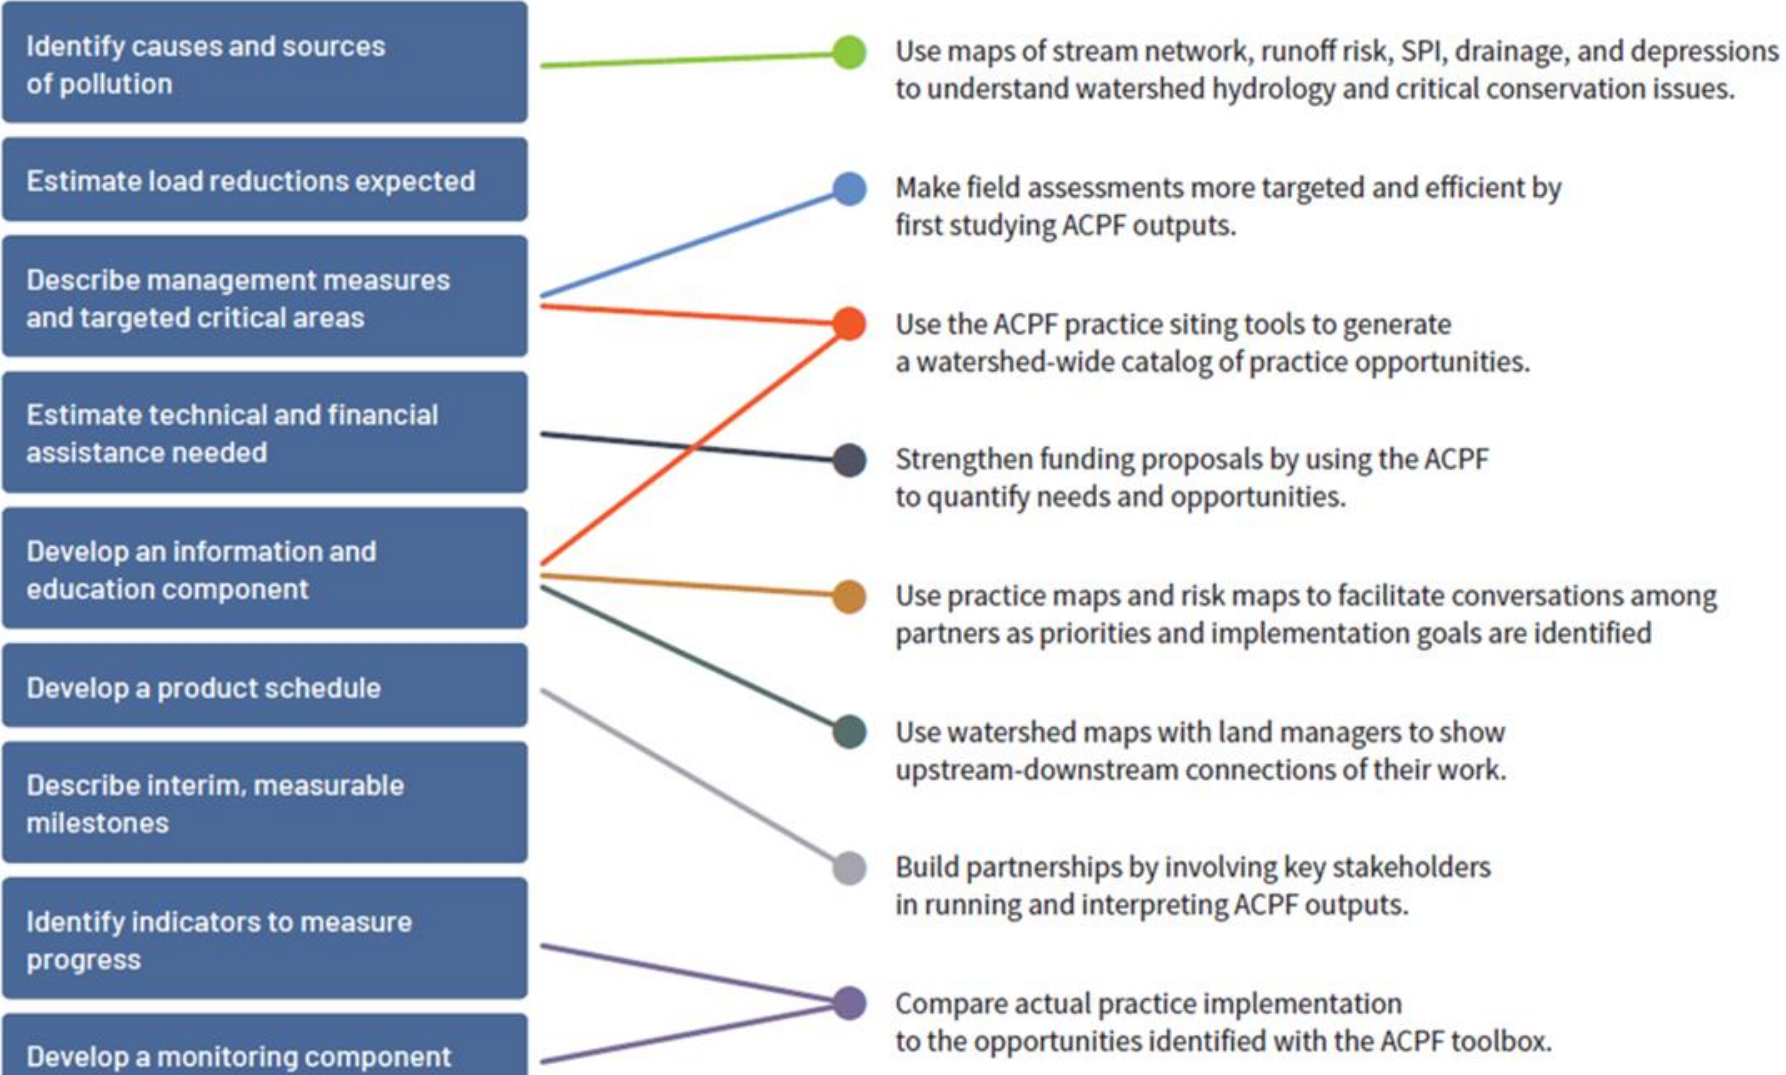 Identify causes and sources
of pollution
Estimate load reductions expected
Describe management measures
and targeted critical areas
Estimate technical and financial
assistance needed
Develop an information and
education component
Develop a product schedule
Describe interim, measurable
milestones
Identify indicators to measure
progress
Develop a monitoring component
Use maps of stream network, runoff risk, SPI, drainage, and depressions
to understand watershed hydrology and critical conservation issues.
Make field assessments more targeted and efficient by
first studying ACPF outputs.
Use the ACPF practice siting tools to generate
a watershed-wide catalog of practice opportunities.
Strengthen funding proposals by using the ACPF
to quantify needs and opportunities.
Use practice maps and risk maps to facilitate conversations among
partners as priorities and implementation goals are identified
Use watershed maps with land managers to show
upstream-downstream connections of their work.
Build partnerships by involving key stakeholders
in running and interpreting ACPF outputs.
Compare actual practice implementation
to the opportunities identified with the ACPF toolbox.